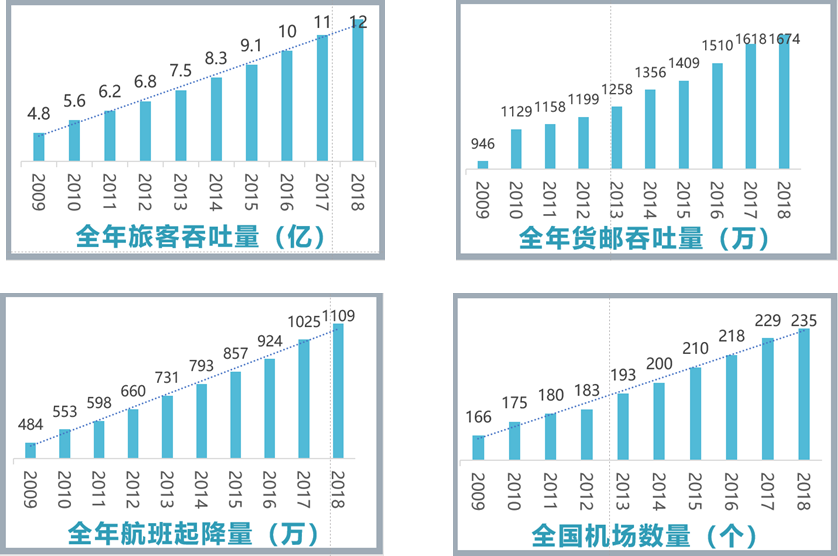 4.8 5.6 6.2 6.8 7.5 8.3 9.1 10 11 12
2009 2010 2011 2012 2013 2014 2015 2016 2017 2018
全年旅客吞吐量（亿）
946 1129 1158 1199 1258 1356 1409 1510 1618 1674
2009 2010 2011 2012 2013 2014 2015 2016 2017 2018
全年货邮吞吐量（万）
484 553 598 660 731 793 857 924 1025 1109
2009 2010 2011 2012 2013 2014 2015 2016 2017 2018
全年航班起降量（万）
166 175 180 183 193 200 210 218 229 235
2009 2010 2011 2012 2013 2014 2015 2016 2017 2018
全国机场数量（个）